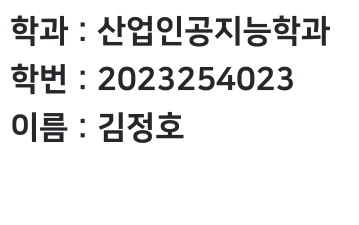 학과 : 산업인공지능학과
학번 : 2023254023
이름 : 김정호